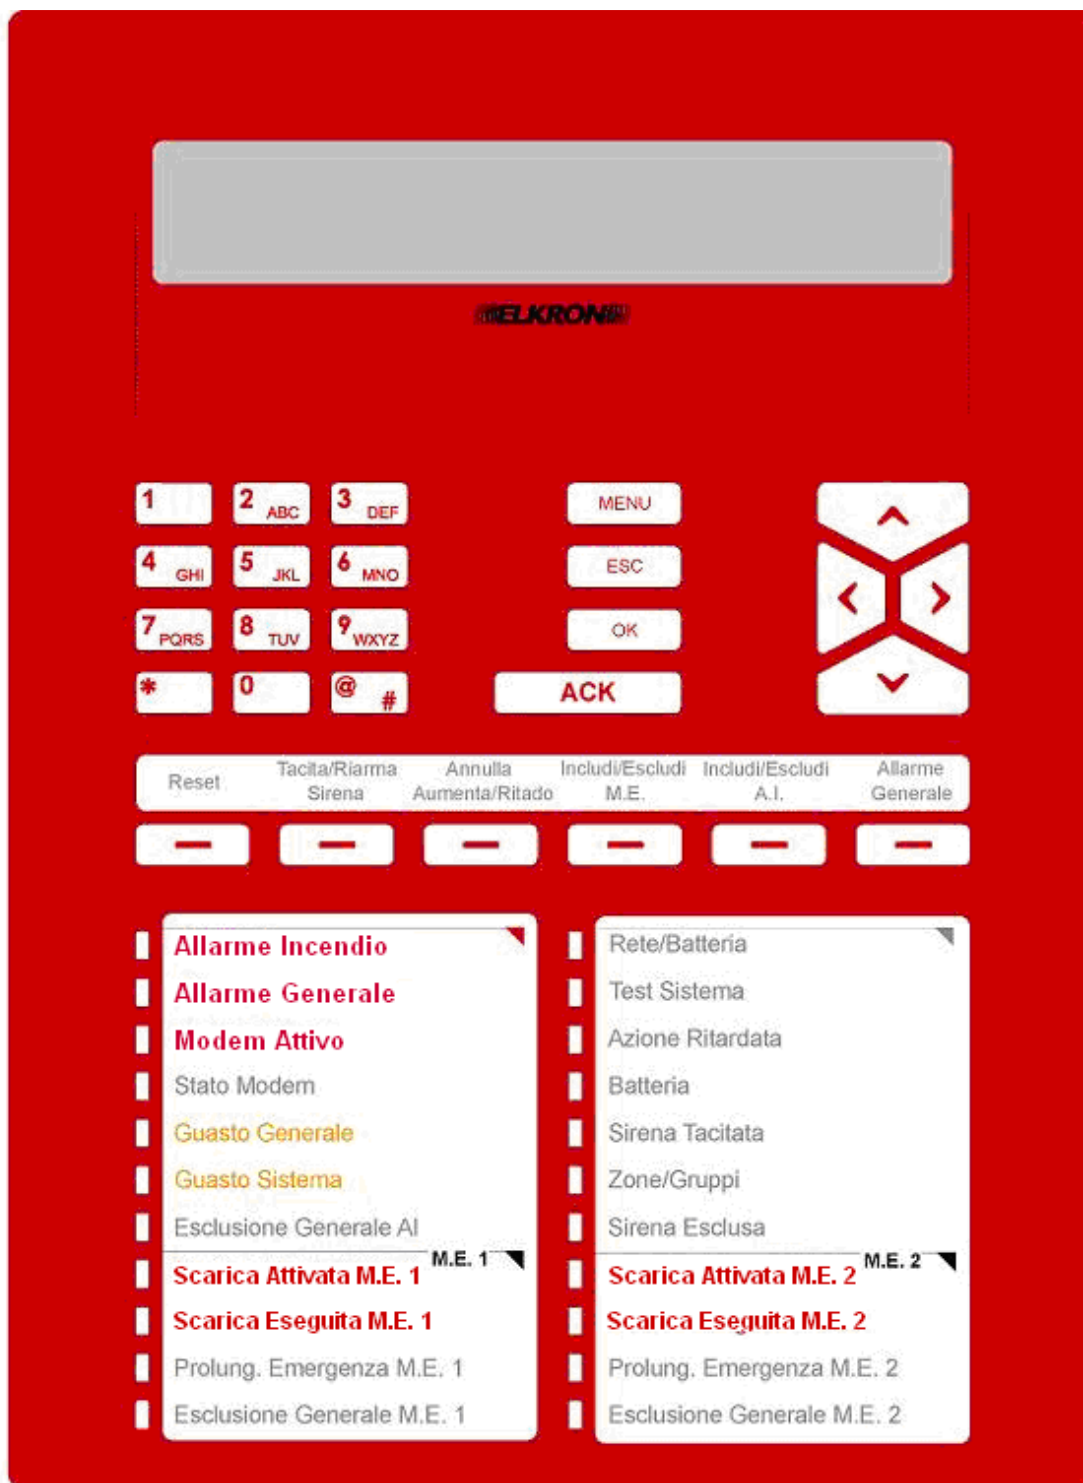 ELKRON
1 2 ABC 3 DEF MENU
4 GHI 5 JKL 6 MNO ESC
7 PQRS 8 TUV 9 WXYZ OK
* 0 @ # ACK
Reset Tacita/Riarma Sirena Annulla Aumenta/Ritado Includi/Escludi M.E. Includi/Escludi A.I. Allarme Generale
Allarme Incendio
Allarme Generale
Modem Attivo
Stato Modem
Guasto Generale
Guasto Sistema
Esclusione Generale AI
M.E. 1
Scarica Attivata M.E. 1
Scarica Eseguita M.E. 1
Prolung. Emergenza M.E. 1
Esclusione Generale M.E. 1
Rete/Batteria
Test Sistema
Azione Ritardata
Batteria
Sirena Tacitata
Zone/Gruppi
Sirena Esclusa
M.E. 2
Scarica Attivata M.E. 2
Scarica Eseguita M.E. 2
Prolung. Emergenza M.E. 2
Esclusione Generale M.E. 2